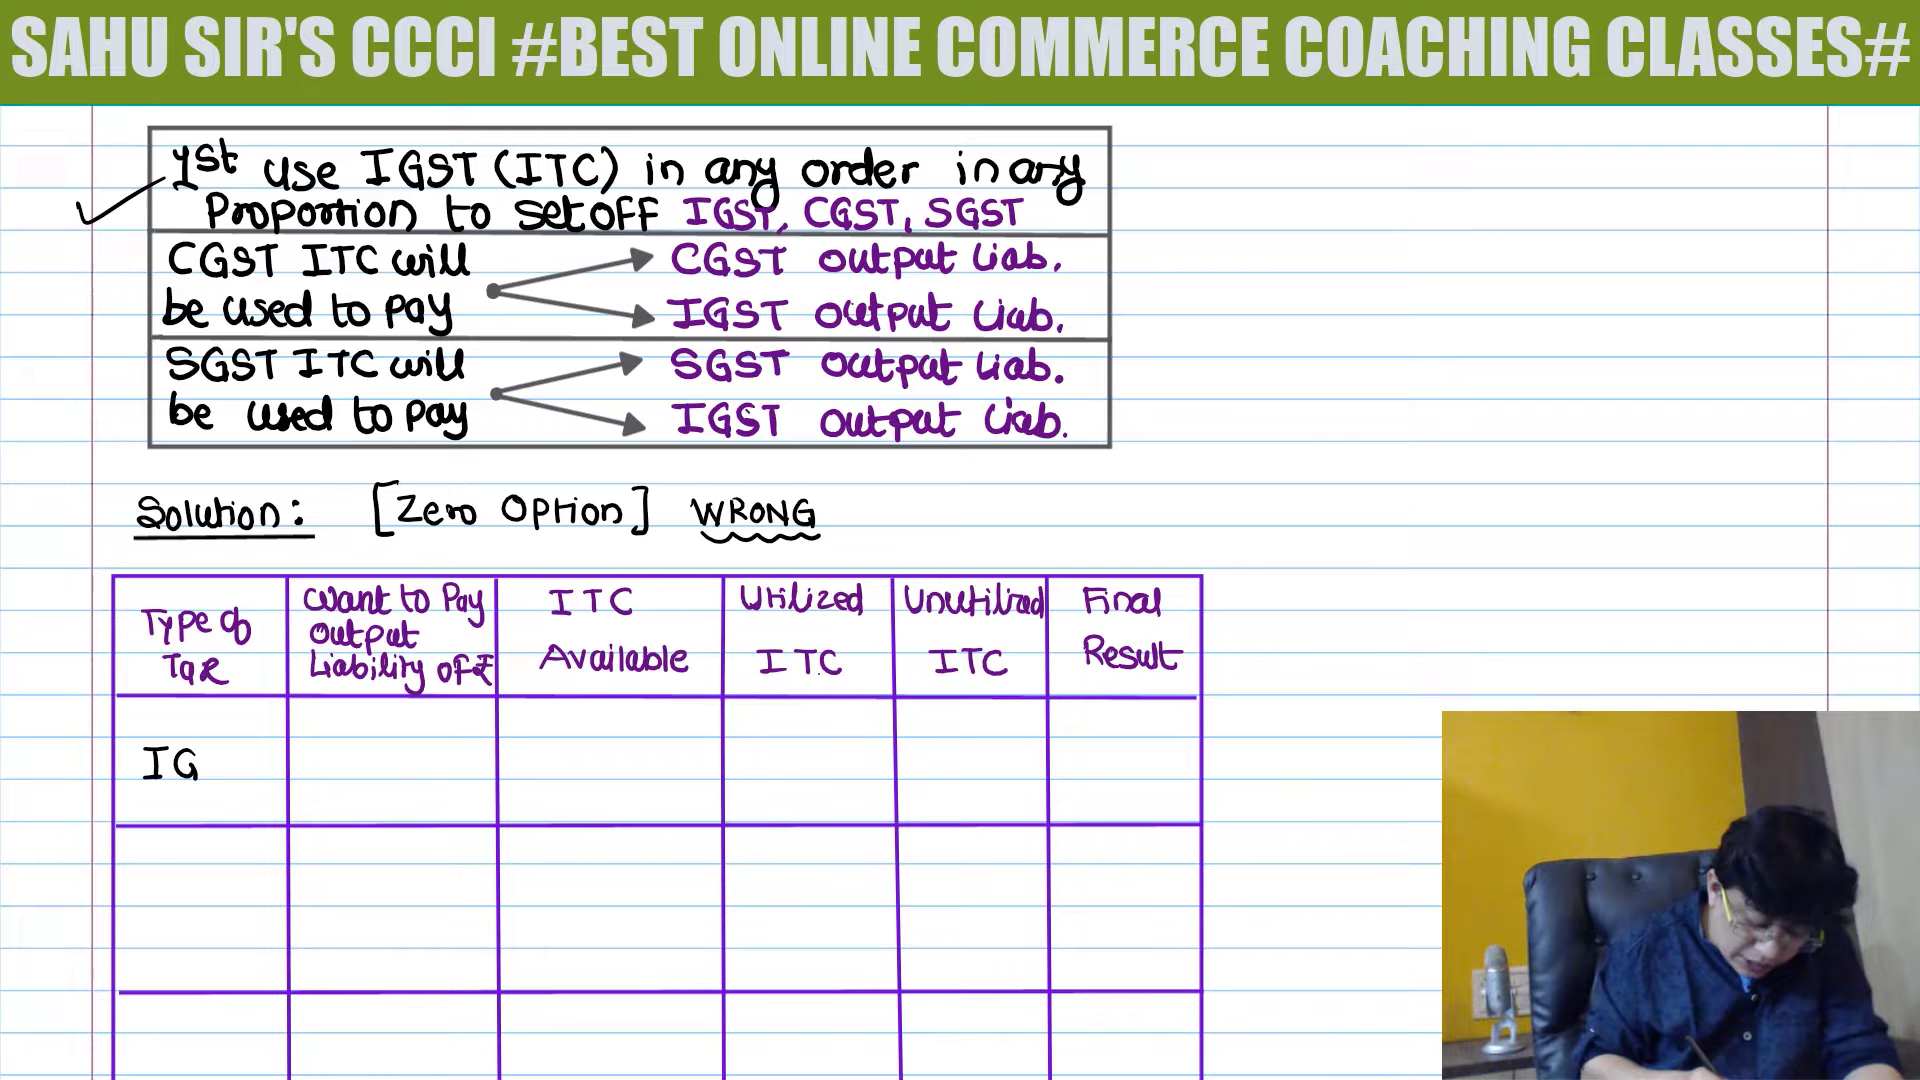 SAHU SIR'S CCCI #BEST ONLINE COMMERCE COACHING CLASSES#
1st use IGST (ITC) in any order in any
Proportion to set off IGST, CGST, SGST
CGST ITC will
be used to pay
CGST output Liab.
IGST output Liab.
SGST ITC will
be used to pay
SGST output Liab.
IGST output Liab.
Solution: [Zero Option] WRONG
Type of
Tax
Want to Pay
output
Liability of ₹
ITC
Available
Utilized
ITC
Unutilized
ITC
Final
Result
IG